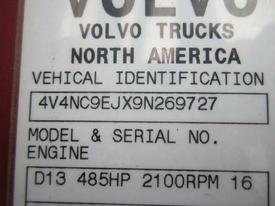 VOLVO
VOLVO TRUCKS
NORTH AMERICA
VEHICAL IDENTIFICATION
4V4NC9EJX9N269727
MODEL & SERIAL NO.
ENGINE
D13 485HP 2100RPM 16